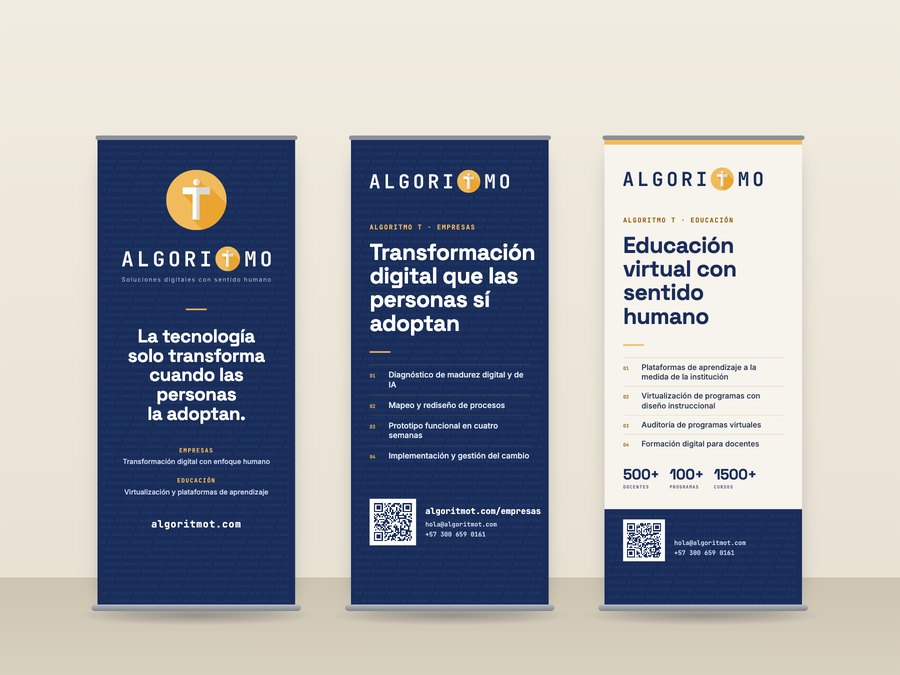 ALGORITMO
Soluciones digitales con sentido humano
La tecnología
solo transforma
cuando las
personas
la adoptan.
EMPRESAS
Transformación digital con enfoque humano
EDUCACIÓN
Virtualización y plataformas de aprendizaje
algoritmot.com
ALGORITMO
ALGORITMO T · EMPRESAS
Transformación
digital que las
personas sí
adoptan
01 Diagnóstico de madurez digital y de
IA
02 Mapeo y rediseño de procesos
03 Prototipo funcional en cuatro
semanas
04 Implementación y gestión del cambio
algoritmot.com/empresas
hola@algoritmot.com
+57 300 659 0161
ALGORITMO
ALGORITMO T · EDUCACIÓN
Educación
virtual con
sentido
humano
01 Plataformas de aprendizaje a la
medida de la institución
02 Virtualización de programas con
diseño instruccional
03 Auditoría de programas virtuales
04 Formación digital para docentes
500+ 100+ 1500+
DOCENTES PROGRAMAS CURSOS
hola@algoritmot.com
+57 300 659 0161